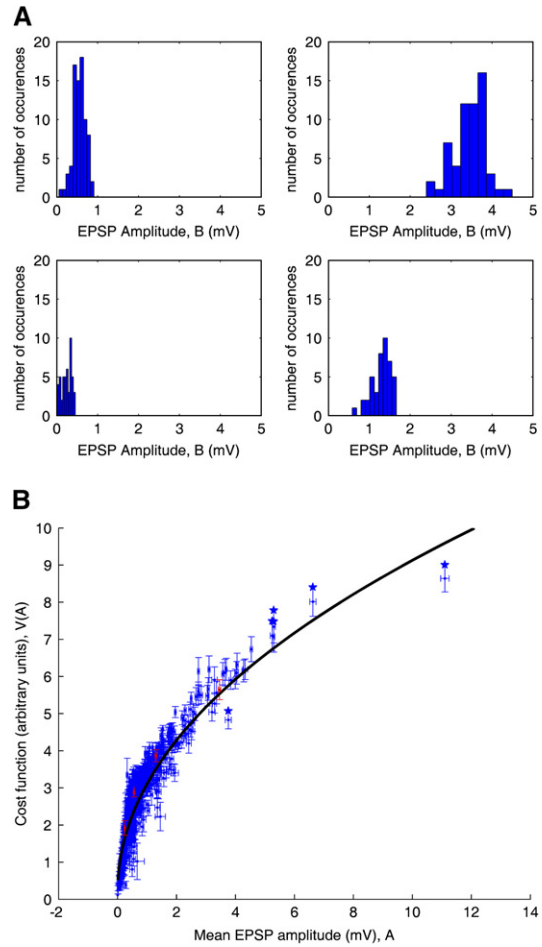 A
number of occurences
20
15
10
5
0
0 1 2 3 4 5
EPSP Amplitude, B (mV)
number of occurences
20
15
10
5
0
0 1 2 3 4 5
EPSP Amplitude, B (mV)
number of occurences
20
15
10
5
0
0 1 2 3 4 5
EPSP Amplitude, B (mV)
number of occurences
20
15
10
5
0
0 1 2 3 4 5
EPSP Amplitude, B (mV)
B
Cost function (arbitrary units), V(A)
10
9
8
7
6
5
4
3
2
1
0
-2 0 2 4 6 8 10 12 14
Mean EPSP amplitude (mV), A